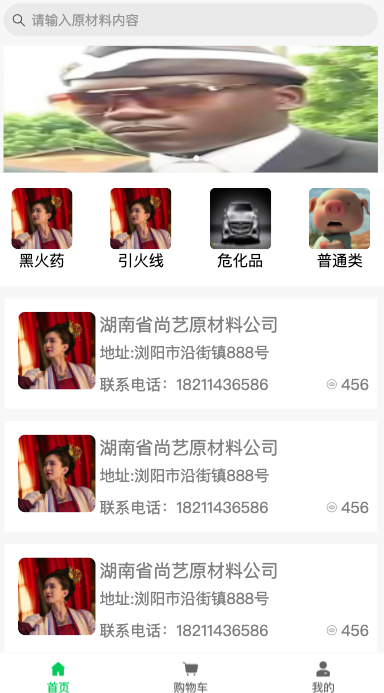 请输入原材料内容
黑火药 引火线 危化品 普通类
湖南省尚艺原材料公司
地址:浏阳市沿街镇888号
联系电话：18211436586 456
湖南省尚艺原材料公司
地址:浏阳市沿街镇888号
联系电话：18211436586 456
湖南省尚艺原材料公司
地址:浏阳市沿街镇888号
联系电话：18211436586 456
首页 购物车 我的